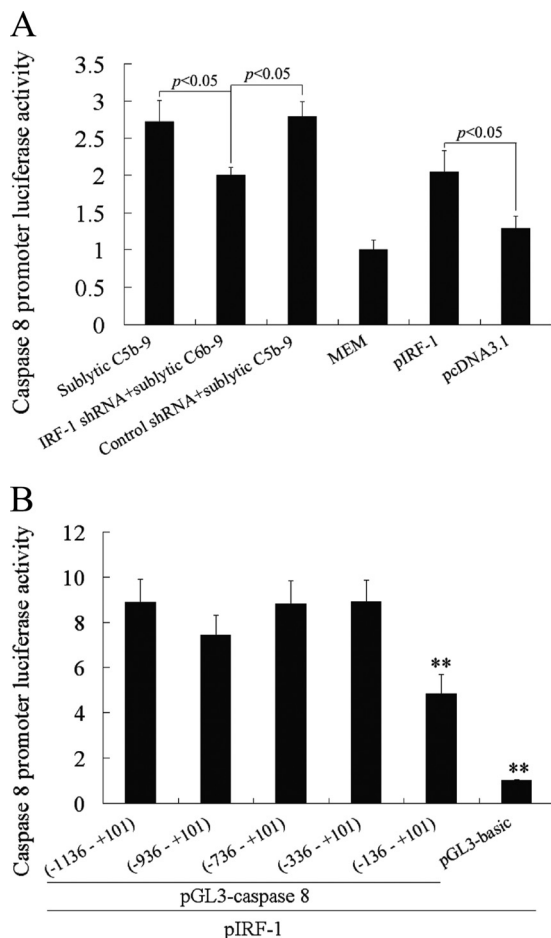 A
Caspase 8 promoter luciferase activity
3.5
3
2.5
2
1.5
1
0.5
0
p<0.05
p<0.05
p<0.05
Sublytic C5b-9
IRF-1 shRNA+sublytic C6b-9
Control shRNA+sublytic C5b-9
MEM
pIRF-1
pcDNA3.1
B
Caspase 8 promoter luciferase activity
12
10
8
6
4
2
0
**
**
(-1136 - +101)
(-936 - +101)
(-736 - +101)
(-336 - +101)
(-136 - +101)
pGL3-basic
pGL3-caspase 8
pIRF-1